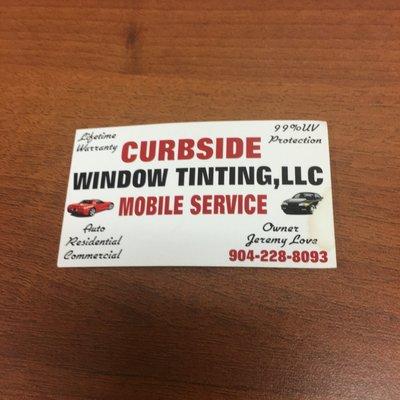 Lifetime
Warranty
99%UV
Protection
CURBSIDE
WINDOW TINTING,LLC
MOBILE SERVICE
Auto
Residential
Commercial
Owner
Jeremy Love
904-228-8093